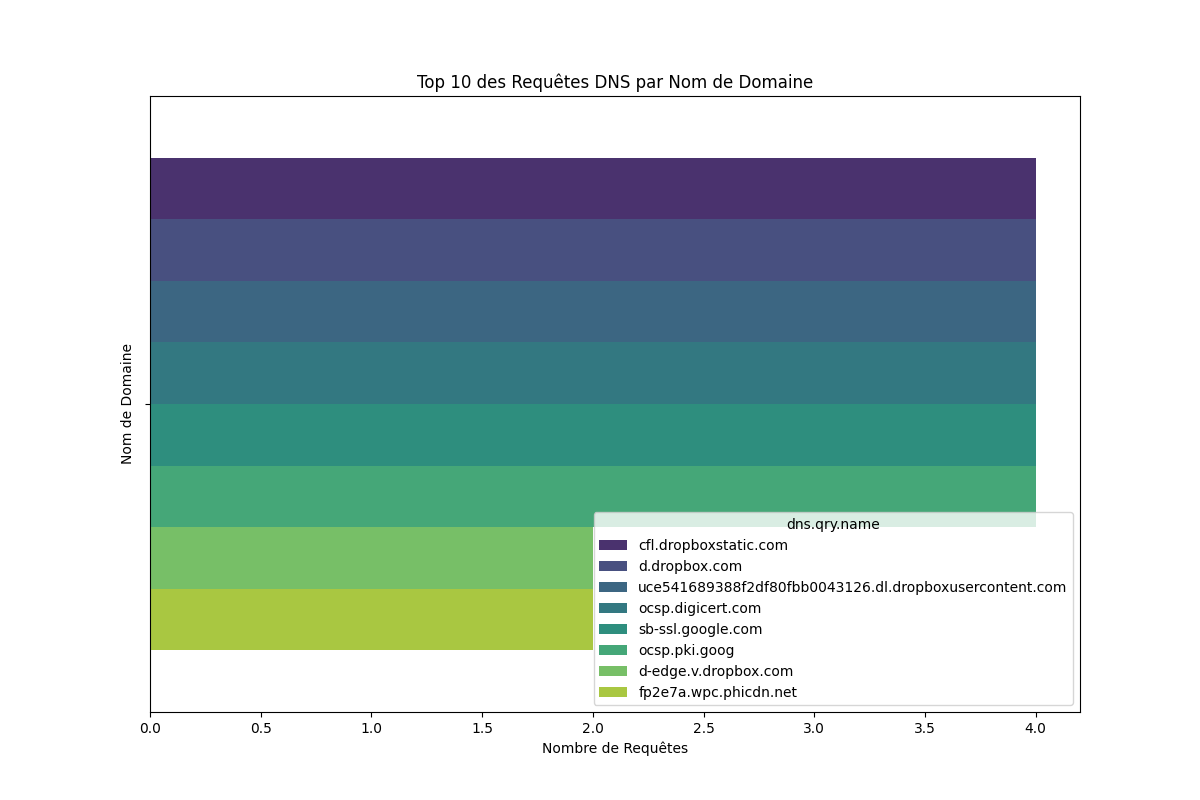 Top 10 des Requêtes DNS par Nom de Domaine
Nom de Domaine
dns.qry.name
cfl.dropboxstatic.com
d.dropbox.com
uce541689388f2df80fbb0043126.dl.dropboxusercontent.com
ocsp.digicert.com
sb-ssl.google.com
ocsp.pki.goog
d-edge.v.dropbox.com
fp2e7a.wpc.phicdn.net
0.0 0.5 1.0 1.5 2.0 2.5 3.0 3.5 4.0
Nombre de Requêtes